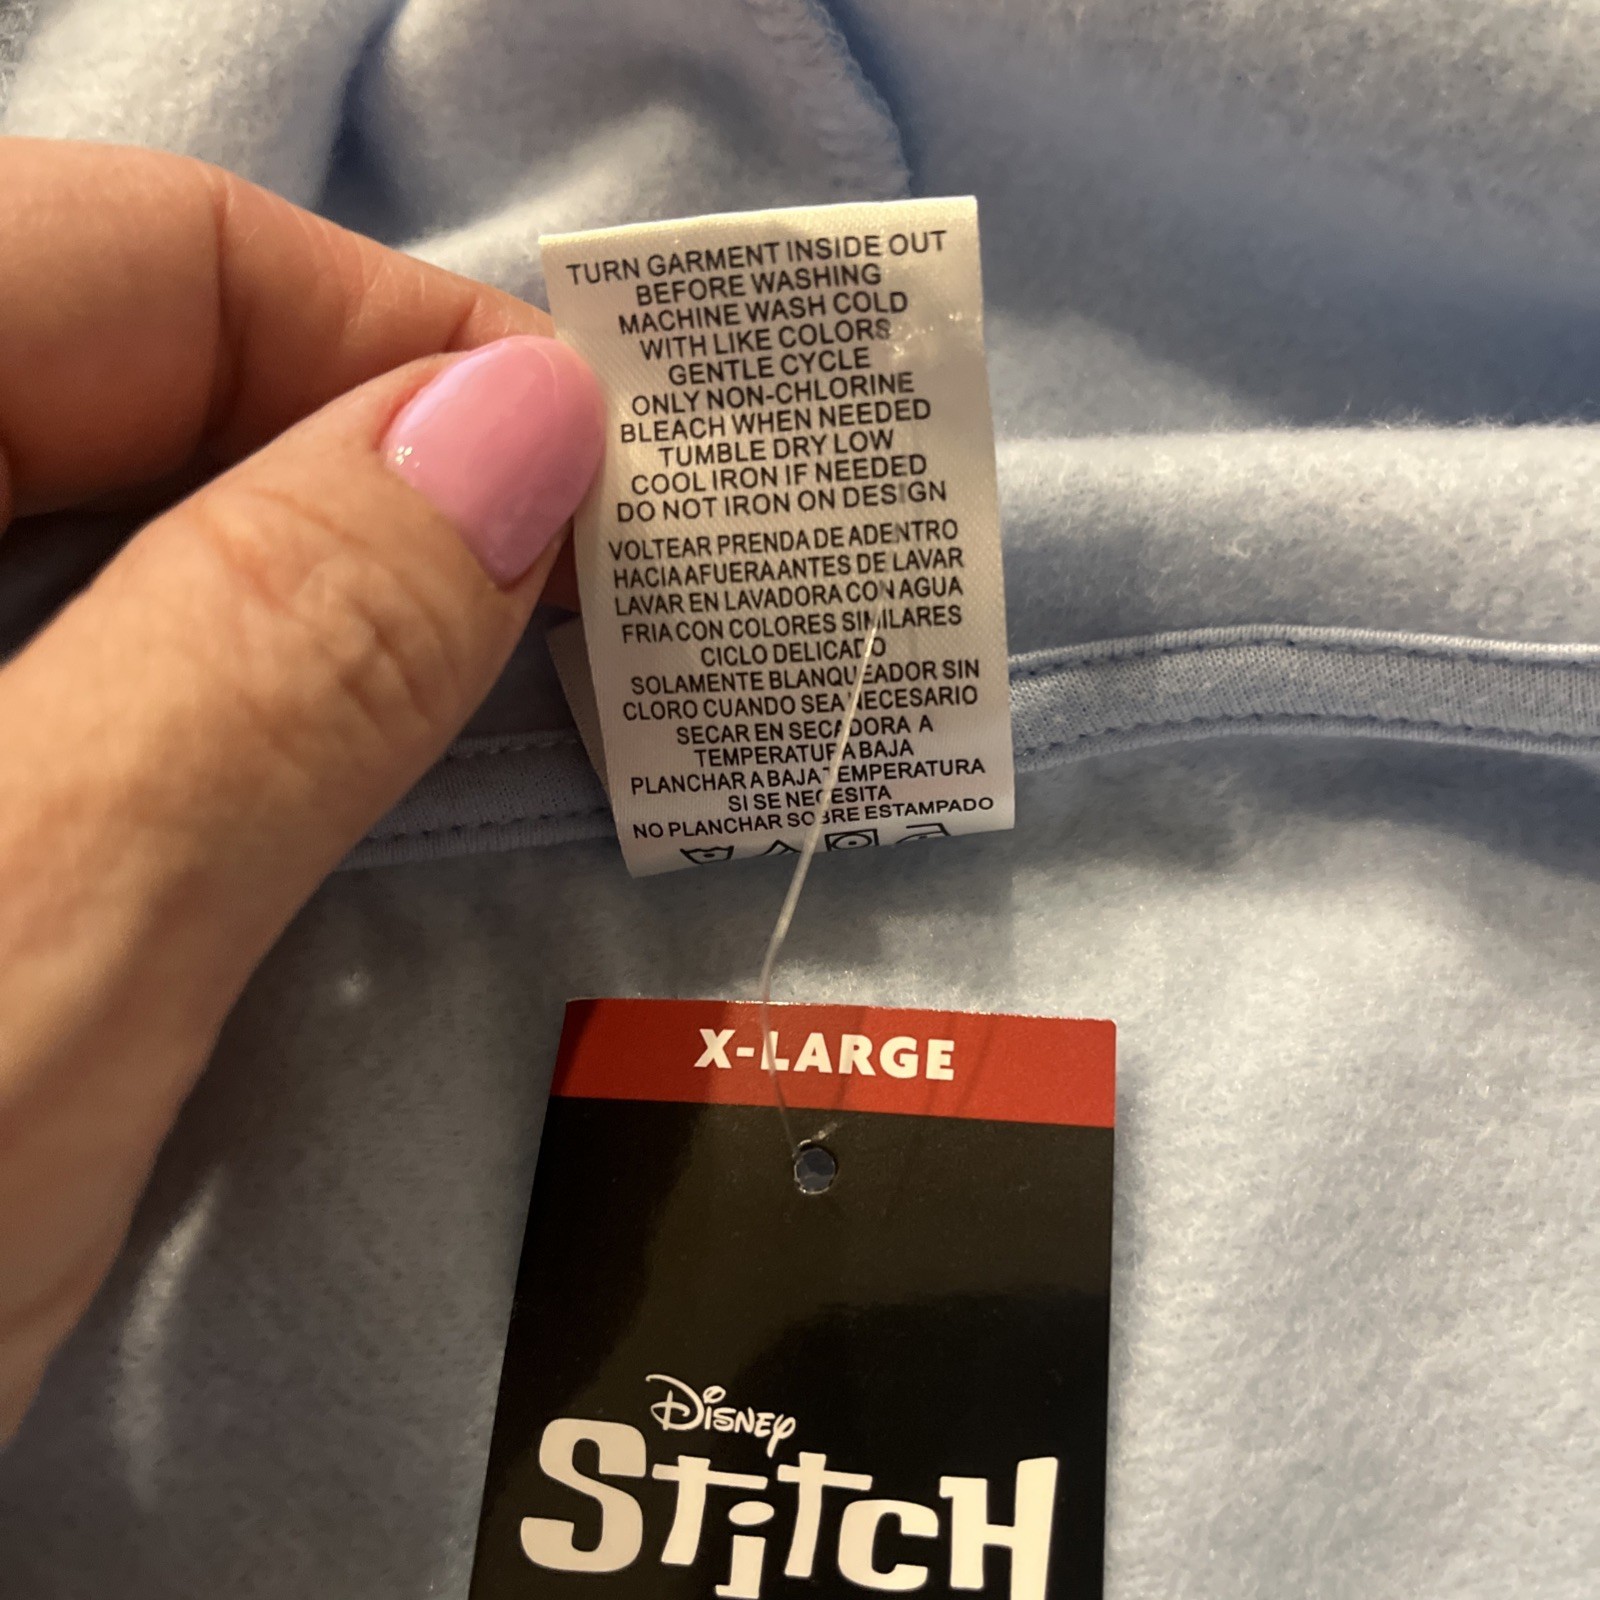 TURN GARMENT INSIDE OUT
BEFORE WASHING
MACHINE WASH COLD
WITH LIKE COLORS
GENTLE CYCLE
ONLY NON-CHLORINE
BLEACH WHEN NEEDED
TUMBLE DRY LOW
COOL IRON IF NEEDED
DO NOT IRON ON DESIGN
VOLTEAR PRENDA DE ADENTRO
HACIA AFUERA ANTES DE LAVAR
LAVAR EN LAVADORA CON AGUA
FRIA CON COLORES SIMILARES
CICLO DELICADO
SOLAMENTE BLANQUEADOR SIN
CLORO CUANDO SEA NECESARIO
SECAR EN SECADORA A
TEMPERATURA BAJA
PLANCHAR A BAJA TEMPERATURA
SI SE NECESITA
NO PLANCHAR SOBRE ESTAMPADO
X-LARGE
DISNEY
STITCH